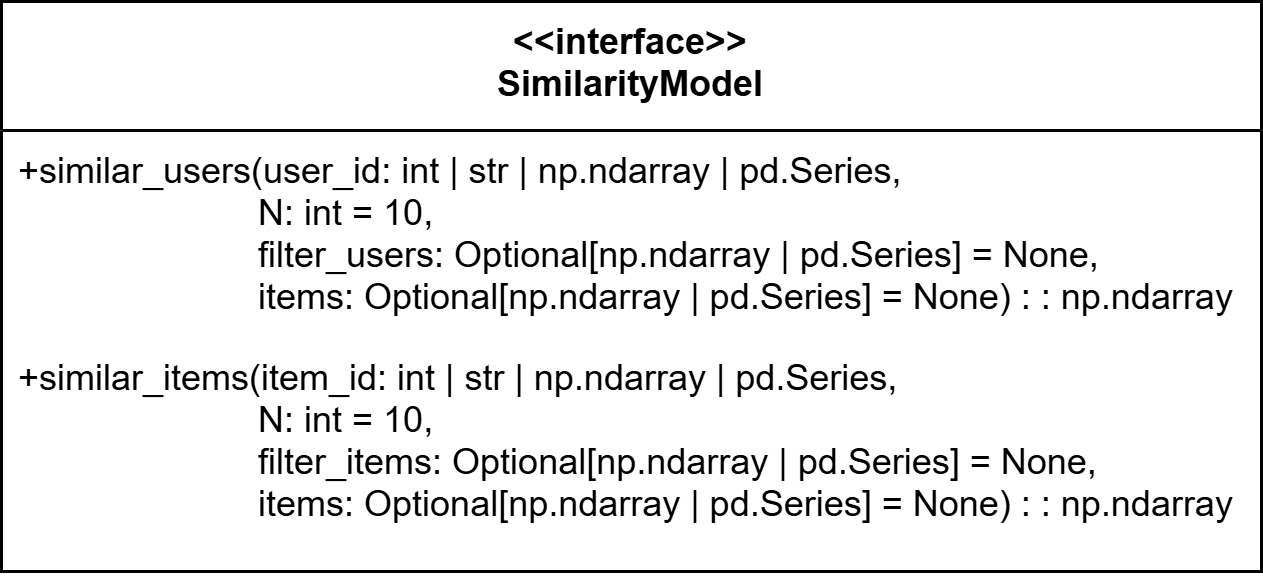 <<interface>>
SimilarityModel
+similar_users(user_id: int | str | np.ndarray | pd.Series,
N: int = 10,
filter_users: Optional[np.ndarray | pd.Series] = None,
items: Optional[np.ndarray | pd.Series] = None) : : np.ndarray
+similar_items(item_id: int | str | np.ndarray | pd.Series,
N: int = 10,
filter_items: Optional[np.ndarray | pd.Series] = None,
items: Optional[np.ndarray | pd.Series] = None) : : np.ndarray